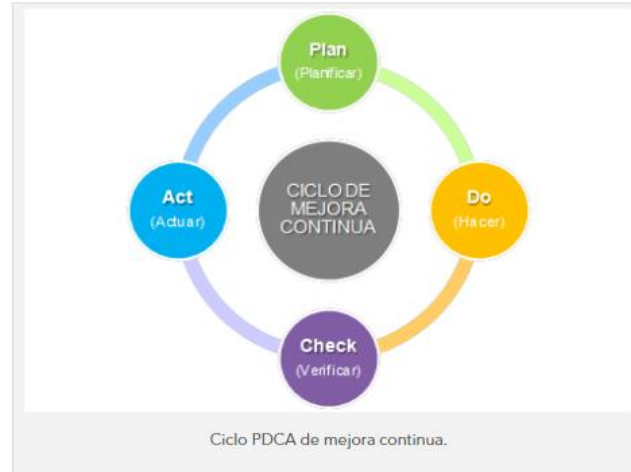 Plan
(Planificar)
Act
(Actuar)
CICLO DE
MEJORA
CONTINUA
Do
(Hacer)
Check
(Verificar)
Ciclo PDCA de mejora continua.